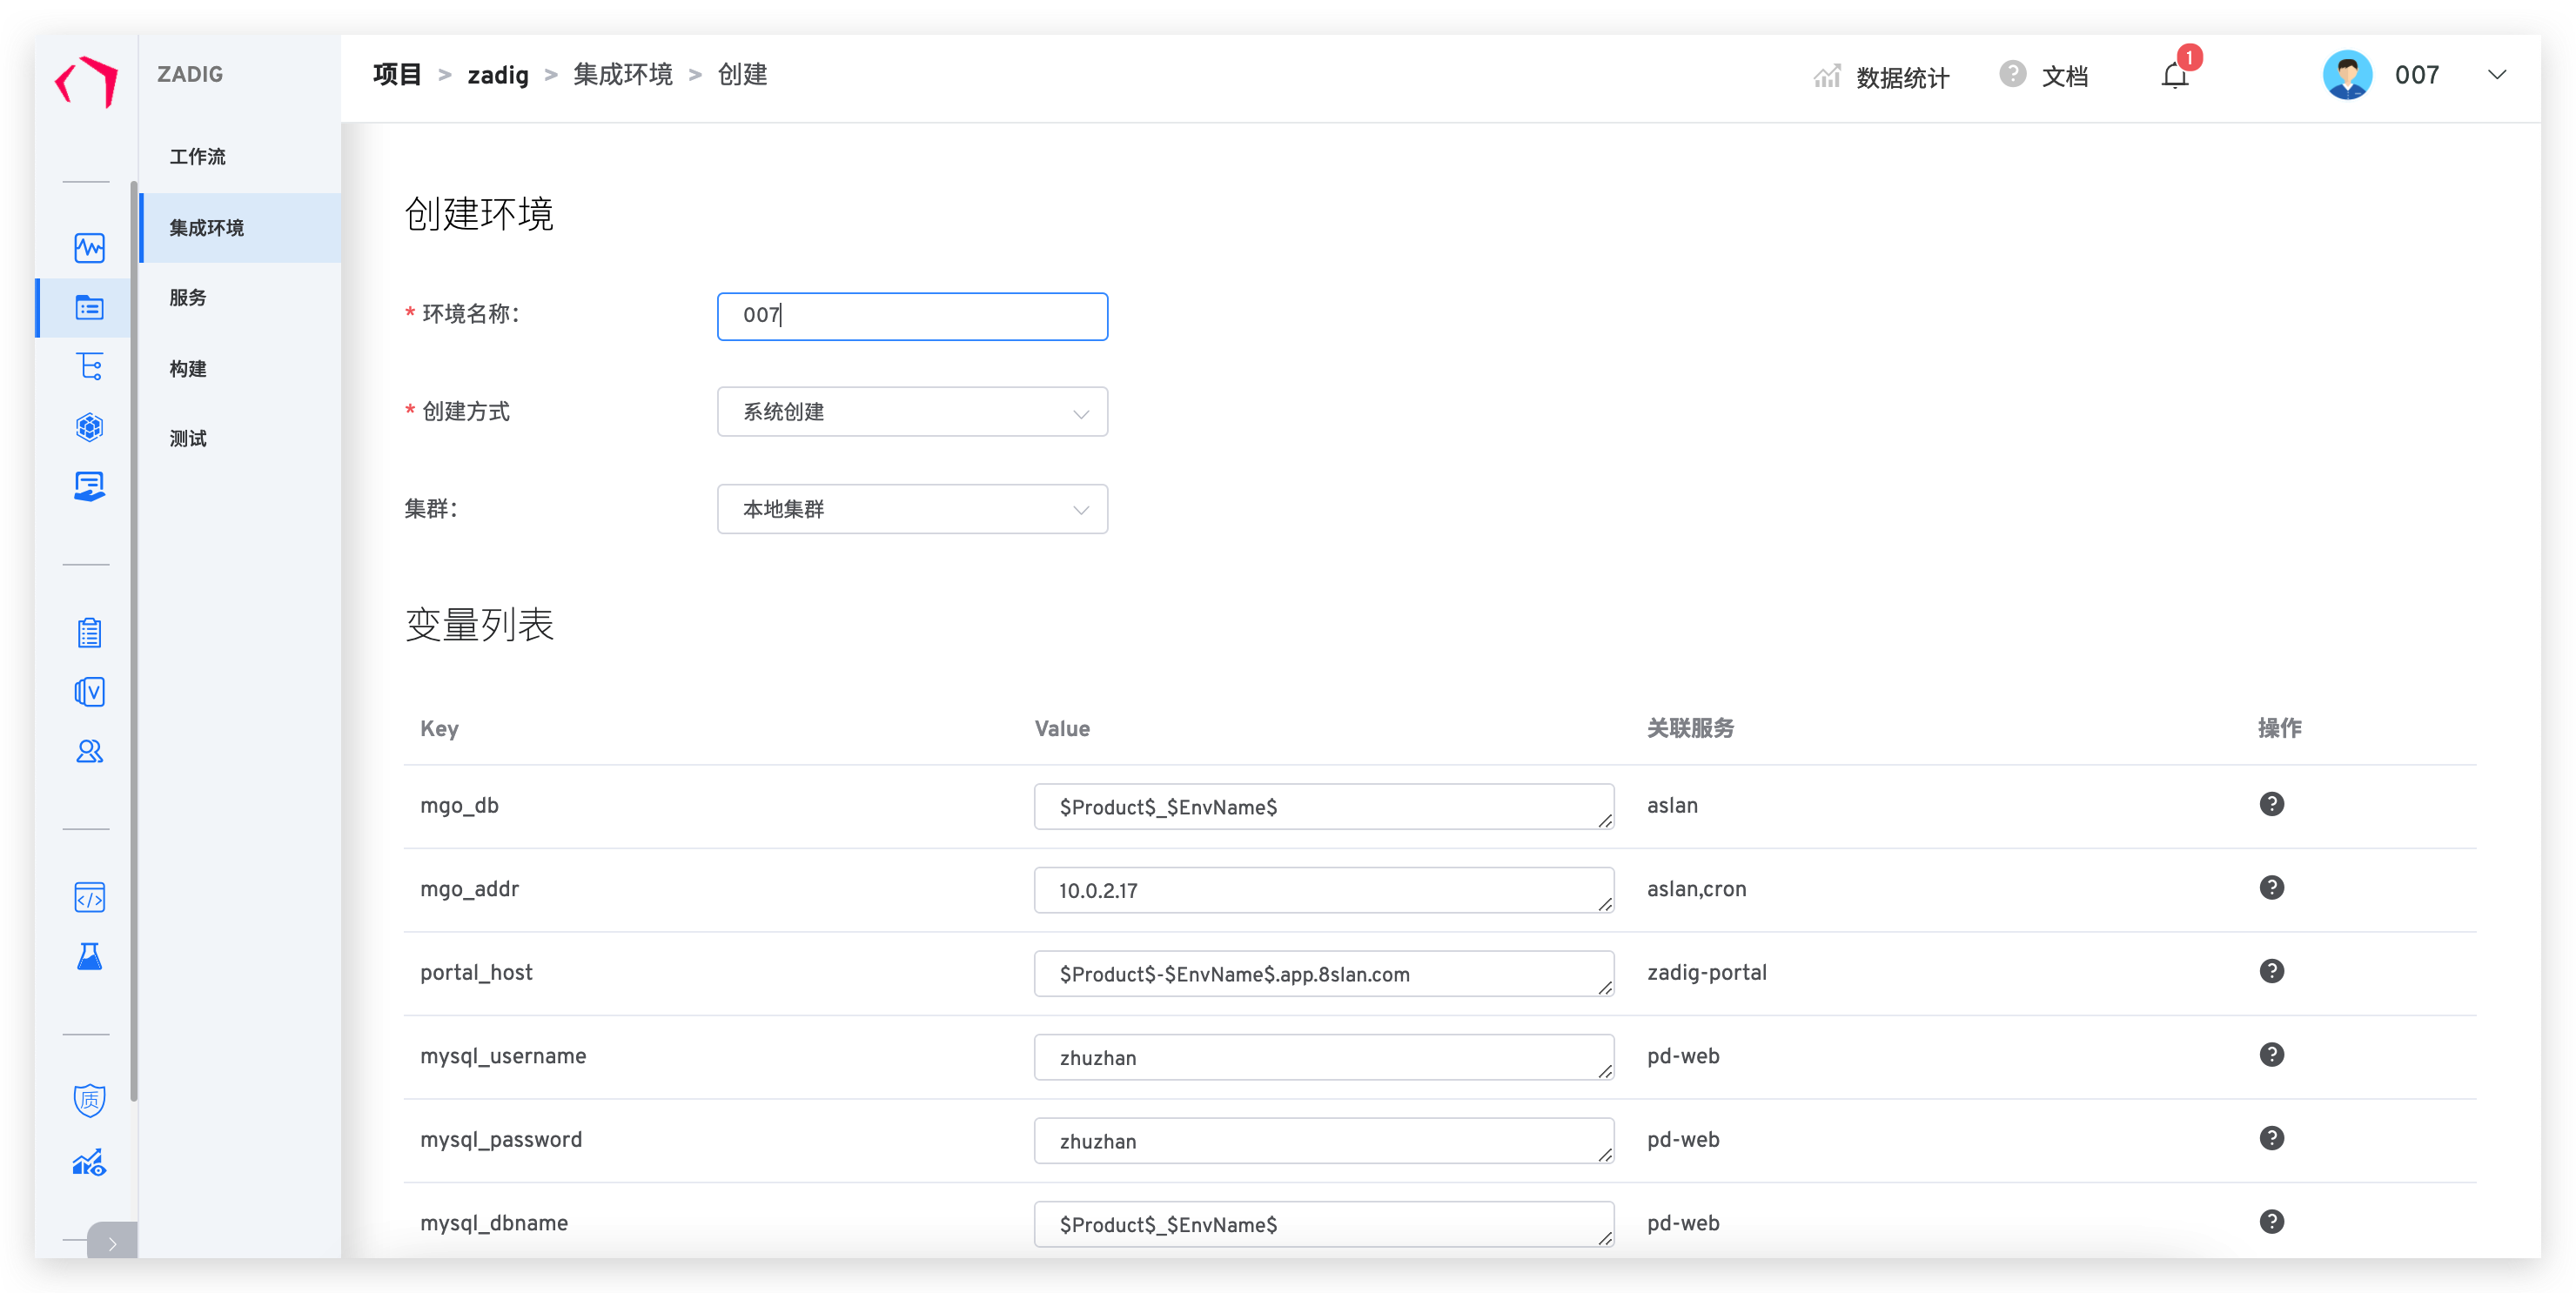 ZADIG
工作流
集成环境
服务
构建
测试
项目 > zadig > 集成环境 > 创建
数据统计
? 文档
1
007
创建环境
* 环境名称： 007
* 创建方式 系统创建
集群： 本地集群
变量列表
Key Value 关联服务 操作
mgo_db $Product$_$EnvName$ aslan ?
mgo_addr 10.0.2.17 aslan,cron ?
portal_host $Product$-$EnvName$.app.8slan.com zadig-portal ?
mysql_username zhuzhan pd-web ?
mysql_password zhuzhan pd-web ?
mysql_dbname $Product$_$EnvName$ pd-web ?
V
</>
质